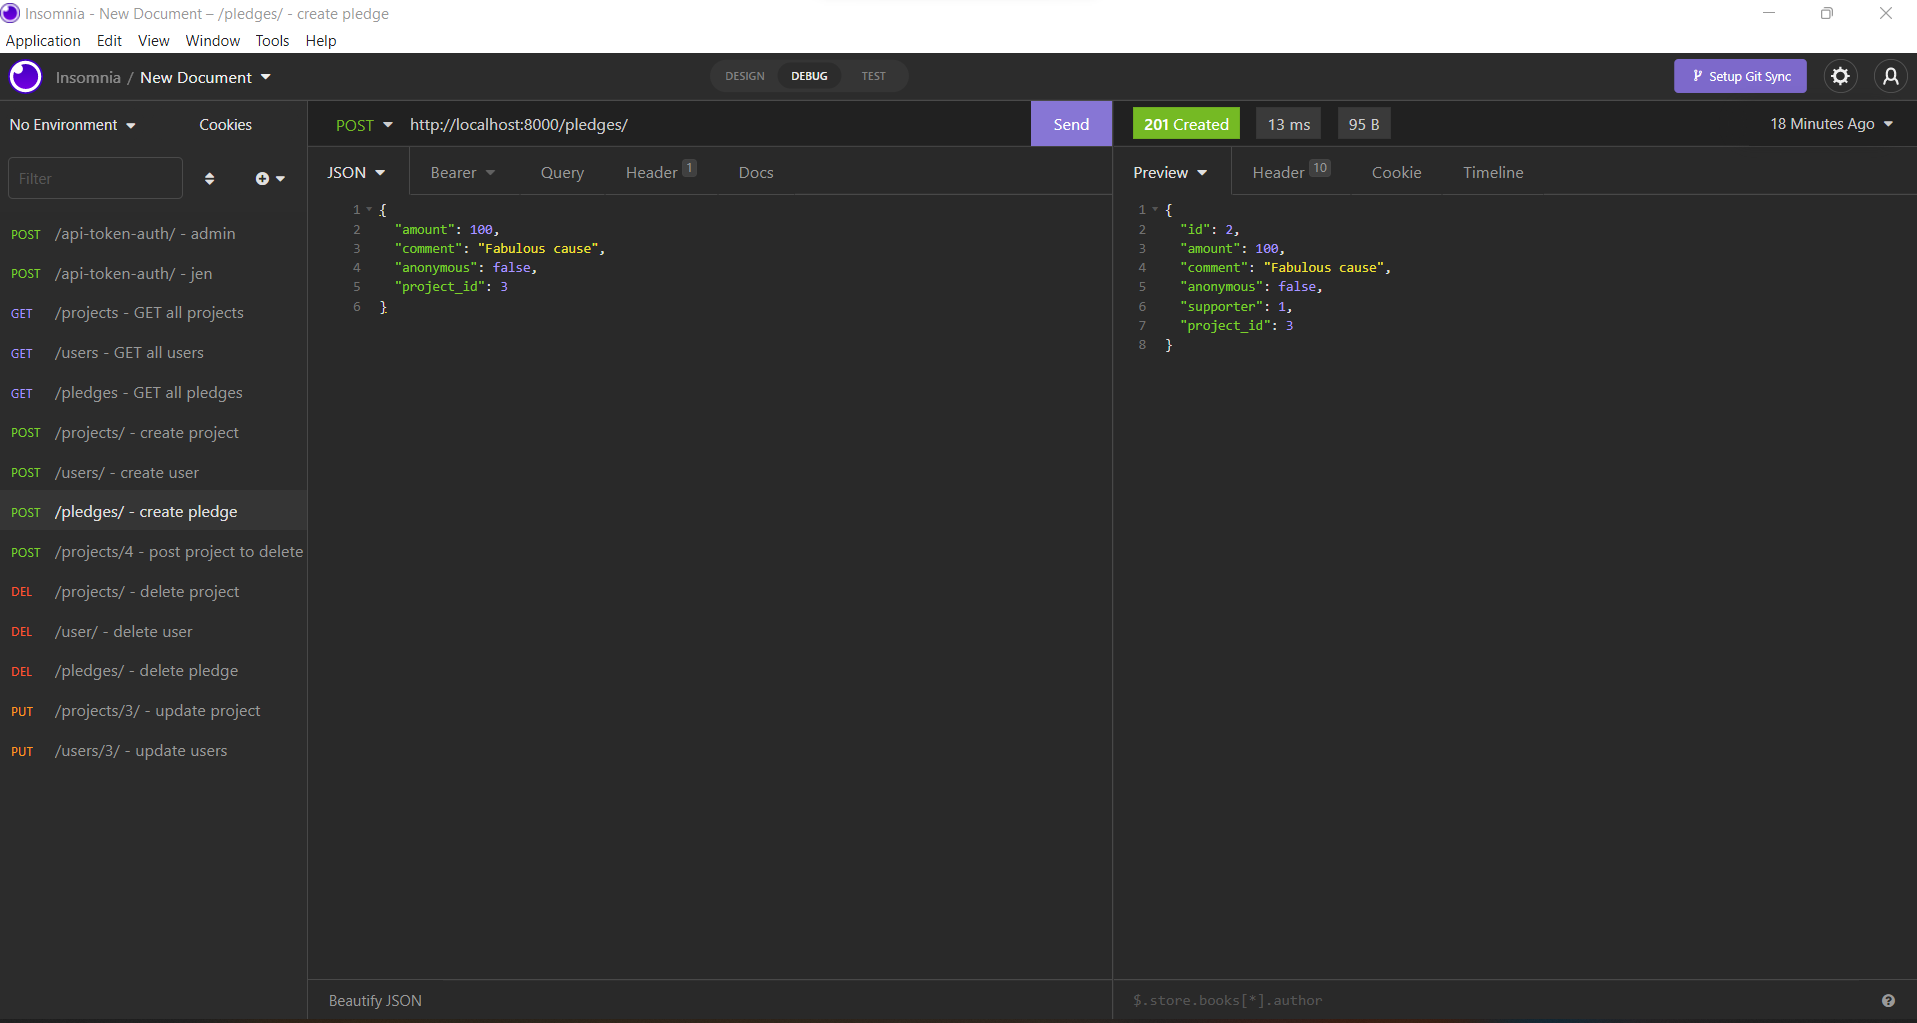 Insomnia - New Document – /pledges/ - create pledge
Application Edit View Window Tools Help
Insomnia / New Document
DESIGN DEBUG TEST
Setup Git Sync
No Environment Cookies
Filter
POST /api-token-auth/ - admin
POST /api-token-auth/ - jen
GET /projects - GET all projects
GET /users - GET all users
GET /pledges - GET all pledges
POST /projects/ - create project
POST /users/ - create user
POST /pledges/ - create pledge
POST /projects/4 - post project to delete
DEL /projects/ - delete project
DEL /user/ - delete user
DEL /pledges/ - delete pledge
PUT /projects/3/ - update project
PUT /users/3/ - update users
POST http://localhost:8000/pledges/ Send
JSON Bearer Query Header 1 Docs
1 {
2 "amount": 100,
3 "comment": "Fabulous cause",
4 "anonymous": false,
5 "project_id": 3
6 }
Beautify JSON
201 Created 13 ms 95 B 18 Minutes Ago
Preview Header 10 Cookie Timeline
1 {
2 "id": 2,
3 "amount": 100,
4 "comment": "Fabulous cause",
5 "anonymous": false,
6 "supporter": 1,
7 "project_id": 3
8 }
$.store.books[*].author